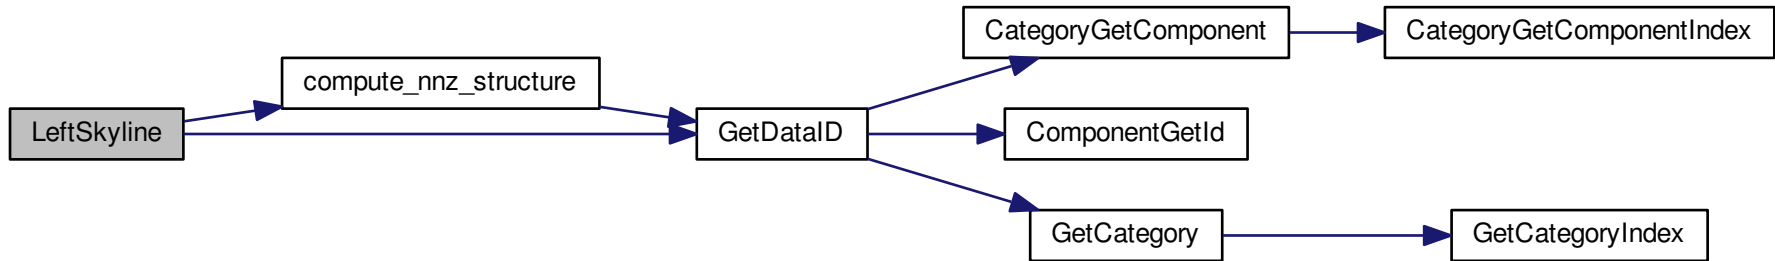 LeftSkyline
compute_nnz_structure
GetDataID
CategoryGetComponent
CategoryGetComponentIndex
ComponentGetId
GetCategory
GetCategoryIndex